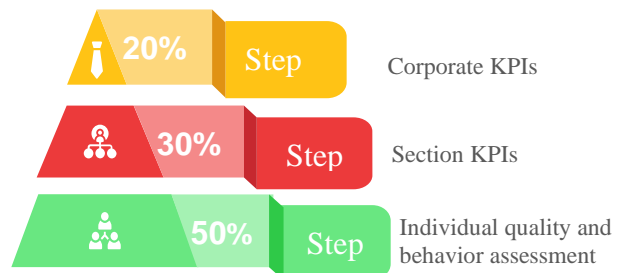 20% Step Corporate KPIs
30% Step Section KPIs
50% Step Individual quality and
behavior assessment